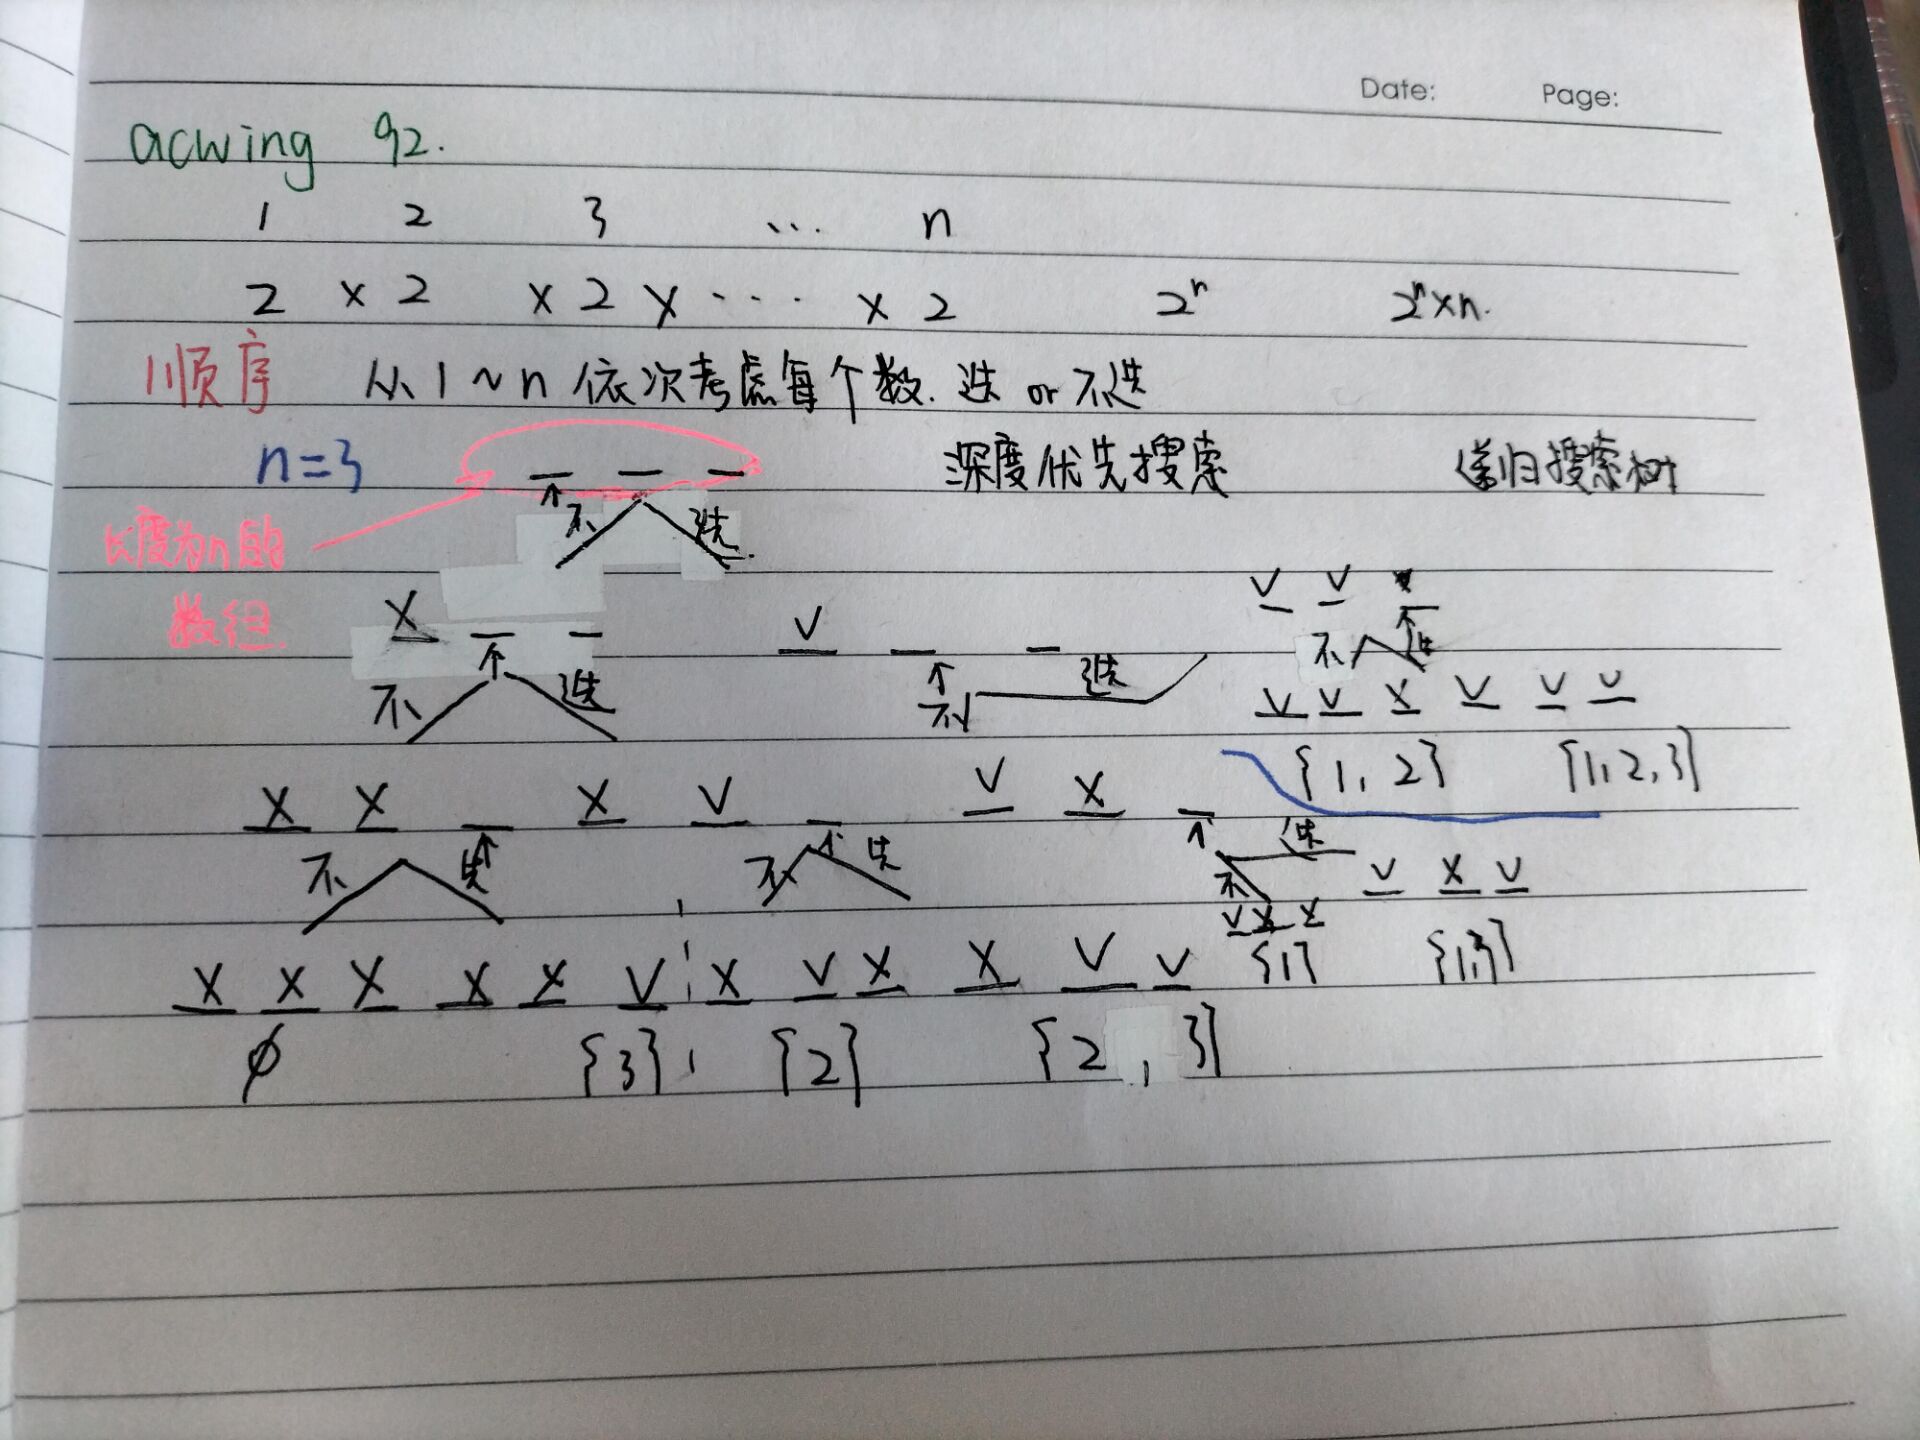 Date: Page:
acwing 92.
1 2 3 ... n
2 × 2 × 2 × ... × 2 2ⁿ 2ⁿ×n.
顺序 从1~n依次考虑每个数.选 or 不选
n=3 — — — 深度优先搜索 递归搜索树
↑
不 选
长度为n的
数组
X — — V — — V V —
↑ ↑ ↑
不 选 不 选 不 选
V V X V V V
{1, 2} {1,2,3}
X X — X V — V X —
↑ ↑ ↑
不 选 不 选 不 选
V X X V X V
{1} {1,3}
X X X X X V X V X X V V
∅ {3} {2} {2, 3}